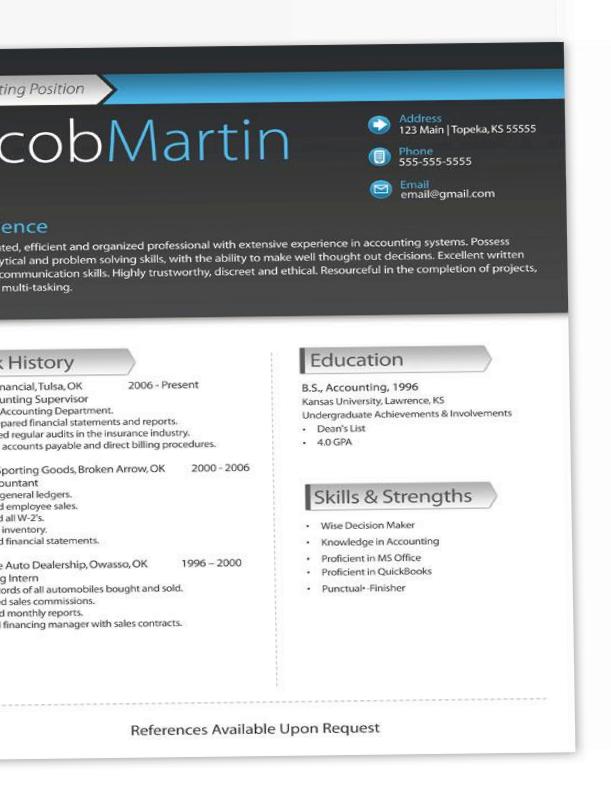 ting Position
cobMartin
Address
123 Main | Topeka, KS 55555
Phone
555-555-5555
Email
email@gmail.com
ence
ted, efficient and organized professional with extensive experience in accounting systems. Possess
ytical and problem solving skills, with the ability to make well thought out decisions. Excellent written
communication skills. Highly trustworthy, discreet and ethical. Resourceful in the completion of projects,
multi-tasking.
k History
nancial, Tulsa, OK 2006 - Present
unting Supervisor
Accounting Department.
pared financial statements and reports.
ed regular audits in the insurance industry.
accounts payable and direct billing procedures.
Sporting Goods, Broken Arrow, OK 2000 - 2006
ountant
general ledgers.
d employee sales.
d all W-2's.
inventory.
d financial statements.
e Auto Dealership, Owasso, OK 1996 – 2000
g Intern
ords of all automobiles bought and sold.
ed sales commissions.
d monthly reports.
financing manager with sales contracts.
Education
B.S., Accounting, 1996
Kansas University, Lawrence, KS
Undergraduate Achievements & Involvements
• Dean's List
• 4.0 GPA
Skills & Strengths
• Wise Decision Maker
• Knowledge in Accounting
• Proficient in MS Office
• Proficient in QuickBooks
• Punctual•-Finisher
References Available Upon Request